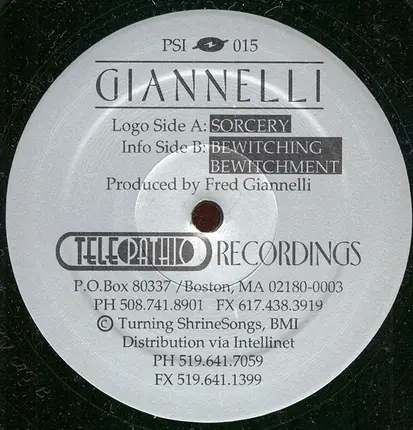 PSI 015
GIANNELLI
Logo Side A: SORCERY
Info Side B: BEWITCHING
BEWITCHMENT
Produced by Fred Giannelli
TELEPATHIC RECORDINGS
P.O.Box 80337 /Boston, MA 02180-0003
PH 508.741.8901 FX 617.438.3919
© Turning ShrineSongs, BMI
Distribution via Intellinet
PH 519.641.7059
FX 519.641.1399